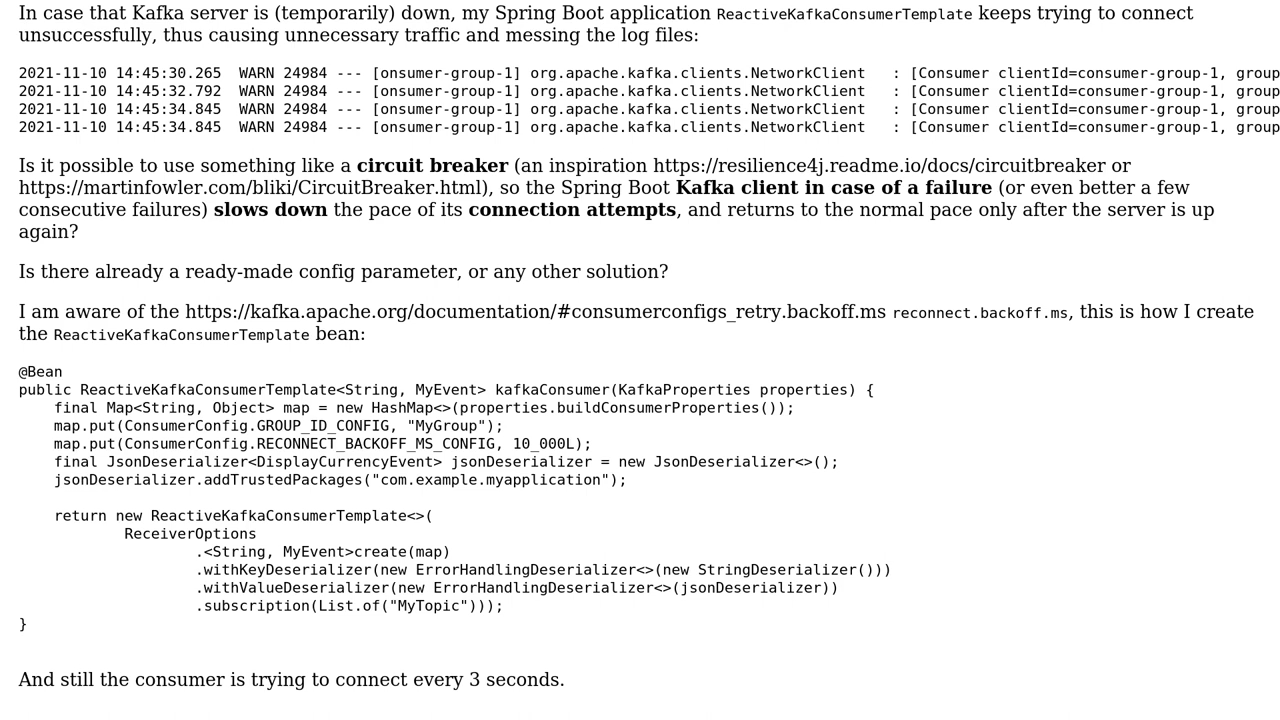 In case that Kafka server is (temporarily) down, my Spring Boot application ReactiveKafkaConsumerTemplate keeps trying to connect
unsuccessfully, thus causing unnecessary traffic and messing the log files:
2021-11-10 14:45:30.265  WARN 24984 --- [onsumer-group-1] org.apache.kafka.clients.NetworkClient   : [Consumer clientId=consumer-group-1, group
2021-11-10 14:45:32.792  WARN 24984 --- [onsumer-group-1] org.apache.kafka.clients.NetworkClient   : [Consumer clientId=consumer-group-1, group
2021-11-10 14:45:34.845  WARN 24984 --- [onsumer-group-1] org.apache.kafka.clients.NetworkClient   : [Consumer clientId=consumer-group-1, group
2021-11-10 14:45:34.845  WARN 24984 --- [onsumer-group-1] org.apache.kafka.clients.NetworkClient   : [Consumer clientId=consumer-group-1, group
Is it possible to use something like a circuit breaker (an inspiration https://resilience4j.readme.io/docs/circuitbreaker or
https://martinfowler.com/bliki/CircuitBreaker.html), so the Spring Boot Kafka client in case of a failure (or even better a few
consecutive failures) slows down the pace of its connection attempts, and returns to the normal pace only after the server is up
again?
Is there already a ready-made config parameter, or any other solution?
I am aware of the https://kafka.apache.org/documentation/#consumerconfigs_retry.backoff.ms reconnect.backoff.ms, this is how I create
the ReactiveKafkaConsumerTemplate bean:
@Bean
public ReactiveKafkaConsumerTemplate<String, MyEvent> kafkaConsumer(KafkaProperties properties) {
    final Map<String, Object> map = new HashMap<>(properties.buildConsumerProperties());
    map.put(ConsumerConfig.GROUP_ID_CONFIG, "MyGroup");
    map.put(ConsumerConfig.RECONNECT_BACKOFF_MS_CONFIG, 10_000L);
    final JsonDeserializer<DisplayCurrencyEvent> jsonDeserializer = new JsonDeserializer<>();
    jsonDeserializer.addTrustedPackages("com.example.myapplication");
    return new ReactiveKafkaConsumerTemplate<>(
            ReceiverOptions
                    .<String, MyEvent>create(map)
                    .withKeyDeserializer(new ErrorHandlingDeserializer<>(new StringDeserializer()))
                    .withValueDeserializer(new ErrorHandlingDeserializer<>(jsonDeserializer))
                    .subscription(List.of("MyTopic")));
}
And still the consumer is trying to connect every 3 seconds.